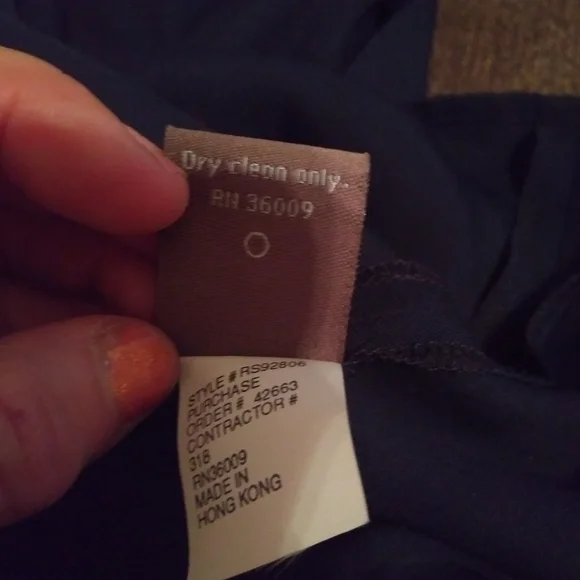 Dry clean only.
RN 36009
STYLE # RS92806
PURCHASE
ORDER # 42663
CONTRACTOR #
318
RN36009
MADE IN
HONG KONG